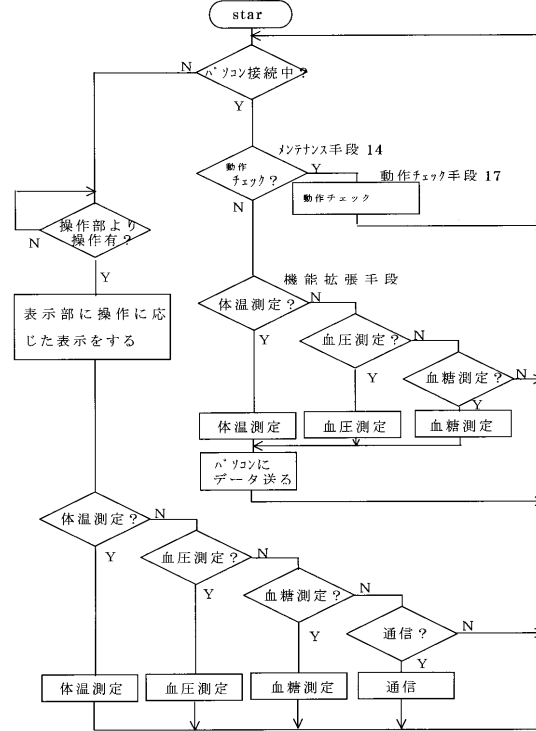 star
パソコン接続中?
N
Y
メンテナンス手段 14
動作
チェック?
Y
N
動作チェック手段 17
動作チェック
操作部より
操作有?
N
Y
表示部に操作に応
じた表示をする
機能拡張手段
体温測定?
N
Y
血圧測定?
N
Y
血糖測定?
N
Y
体温測定
血圧測定
血糖測定
パソコンに
データ送る
体温測定?
N
Y
血圧測定?
N
Y
血糖測定?
N
Y
通信?
N
Y
体温測定
血圧測定
血糖測定
通信